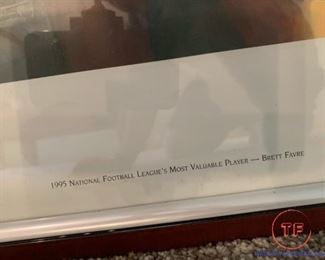 1995 National Football League's Most Valuable Player — Brett Favre
TF